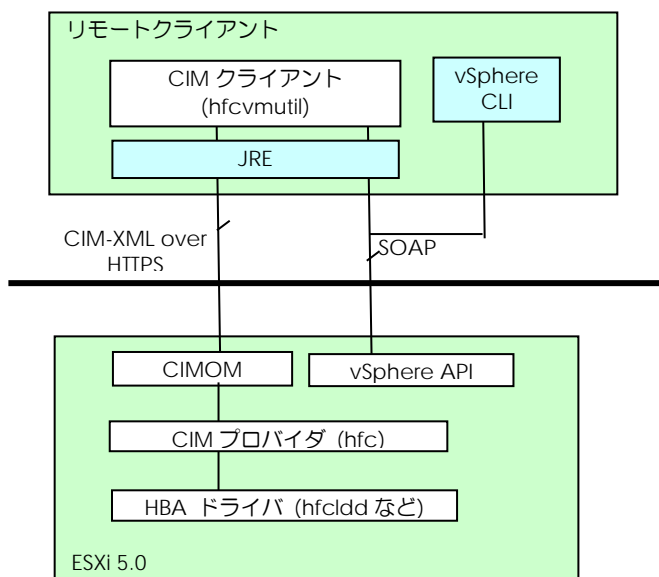 リモートクライアント
CIM クライアント
(hfcvmutil)
vSphere
CLI
JRE
CIM-XML over
HTTPS
SOAP
CIMOM
vSphere API
CIM プロバイダ (hfc)
HBA ドライバ (hfcldd など)
ESXi 5.0